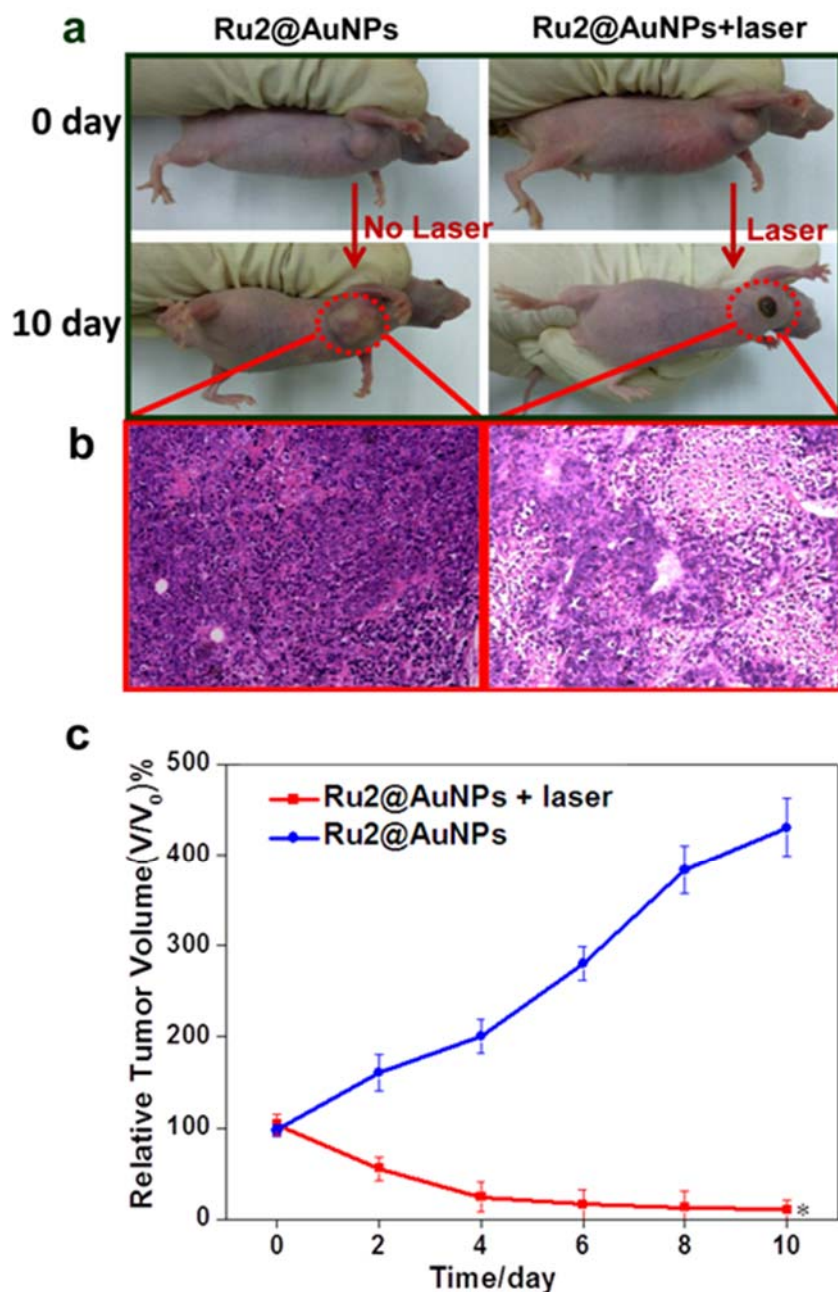 a
Ru2@AuNPs
Ru2@AuNPs+laser
0 day
No Laser
Laser
10 day
b
c
Relative Tumor Volume(V/V₀)%
500
400
300
200
100
0
Ru2@AuNPs + laser
Ru2@AuNPs
*
0 2 4 6 8 10
Time/day